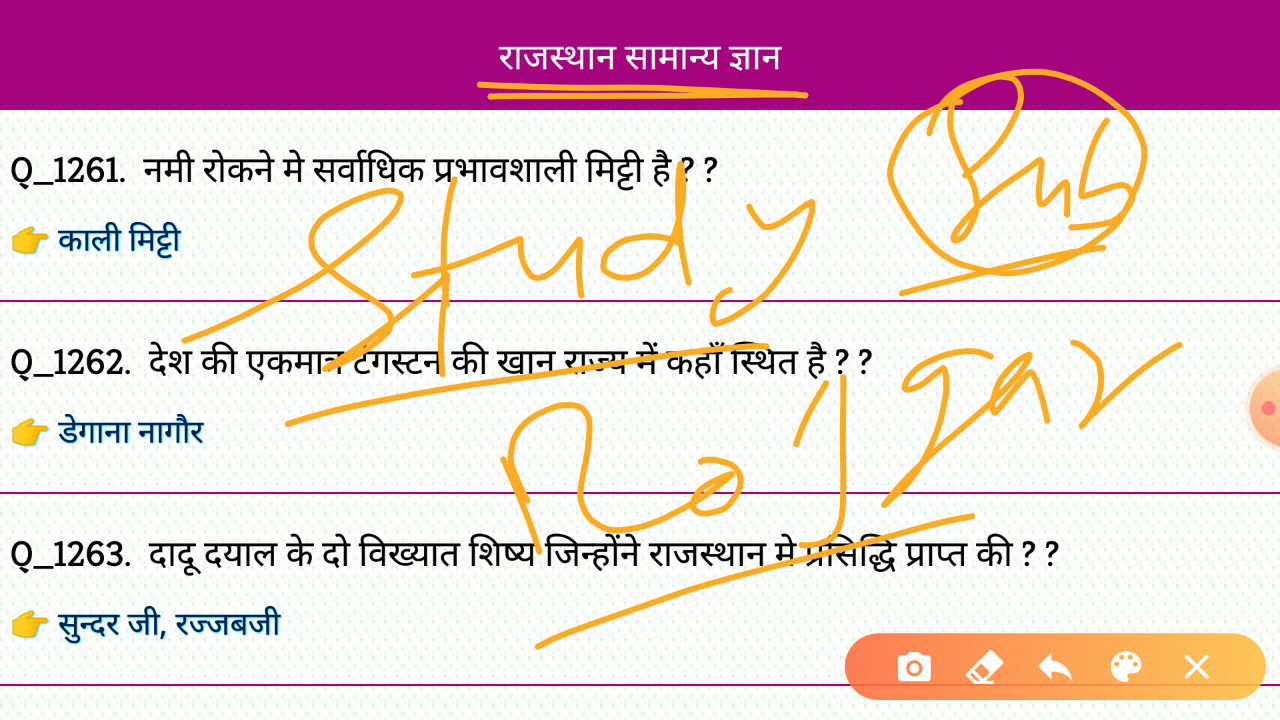 राजस्थान सामान्य ज्ञान
Q_1261. नमी रोकने मे सर्वाधिक प्रभावशाली मिट्टी है ? ?
👉 काली मिट्टी
Q_1262. देश की एकमात्र टंगस्टन की खान राज्य में कहाँ स्थित है ? ?
👉 डेगाना नागौर
Q_1263. दादू दयाल के दो विख्यात शिष्य जिन्होंने राजस्थान मे प्रसिद्धि प्राप्त की ? ?
👉 सुन्दर जी, रज्जबजी
Study
Rojgar